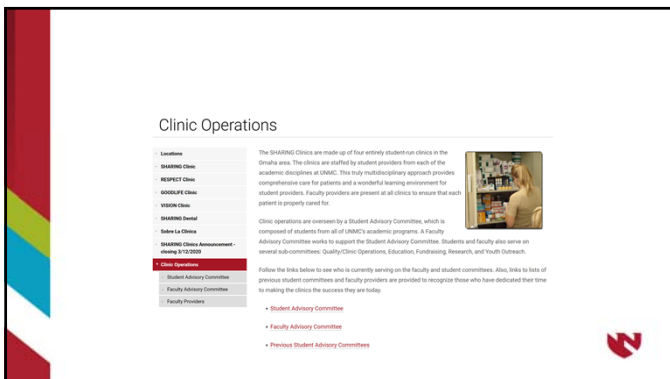 Clinic Operations
Locations
SHARING Clinic
RESPECT Clinic
GOODLIFE Clinic
VISION Clinic
SHARING Dental
Sobre La Clinica
SHARING Clinics Announcement -
closing 3/12/2020
Clinic Operations
Student Advisory Committee
Faculty Advisory Committee
Faculty Providers
The SHARING Clinics are made up of four entirely student-run clinics in the
Omaha area. The clinics are staffed by student providers from each of the
academic disciplines at UNMC. This truly multidisciplinary approach provides
comprehensive care for patients and a wonderful learning environment for
student providers. Faculty providers are present at all clinics to ensure that each
patient is properly cared for.
Clinic operations are overseen by a Student Advisory Committee, which is
composed of students from all of UNMC's academic programs. A Faculty
Advisory Committee works to support the Student Advisory Committee. Students and faculty also serve on
several sub-committees: Quality/Clinic Operations, Education, Fundraising, Research, and Youth Outreach.
Follow the links below to see who is currently serving on the faculty and student committees. Also, links to lists of
previous student committees and faculty providers are provided to recognize those who have dedicated their time
to making the clinics the success they are today.
• Student Advisory Committee
• Faculty Advisory Committee
• Previous Student Advisory Committees